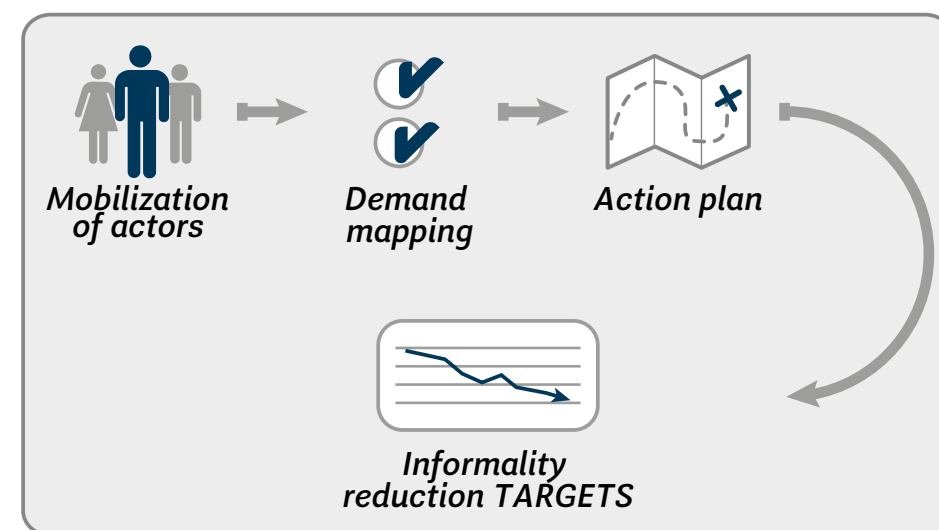 Mobilization
of actors
Demand
mapping
Action plan
Informality
reduction TARGETS